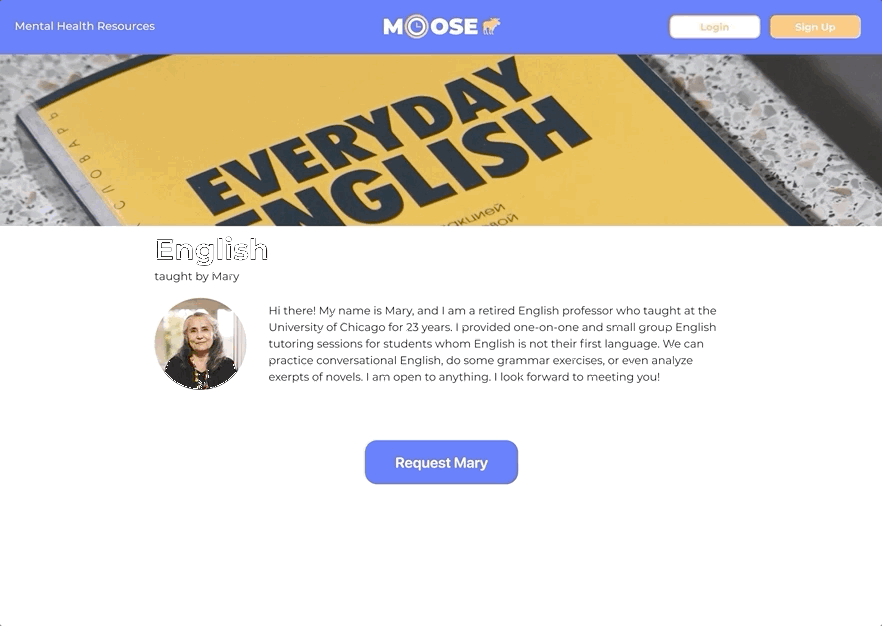 Mental Health Resources
MOOSE
Login
Sign Up
EVERYDAY
ENGLISH
СЛОВАРЬ
English
taught by Mary
Hi there! My name is Mary, and I am a retired English professor who taught at the
University of Chicago for 23 years. I provided one-on-one and small group English
tutoring sessions for students whom English is not their first language. We can
practice conversational English, do some grammar exercises, or even analyze
exerpts of novels. I am open to anything. I look forward to meeting you!
Request Mary